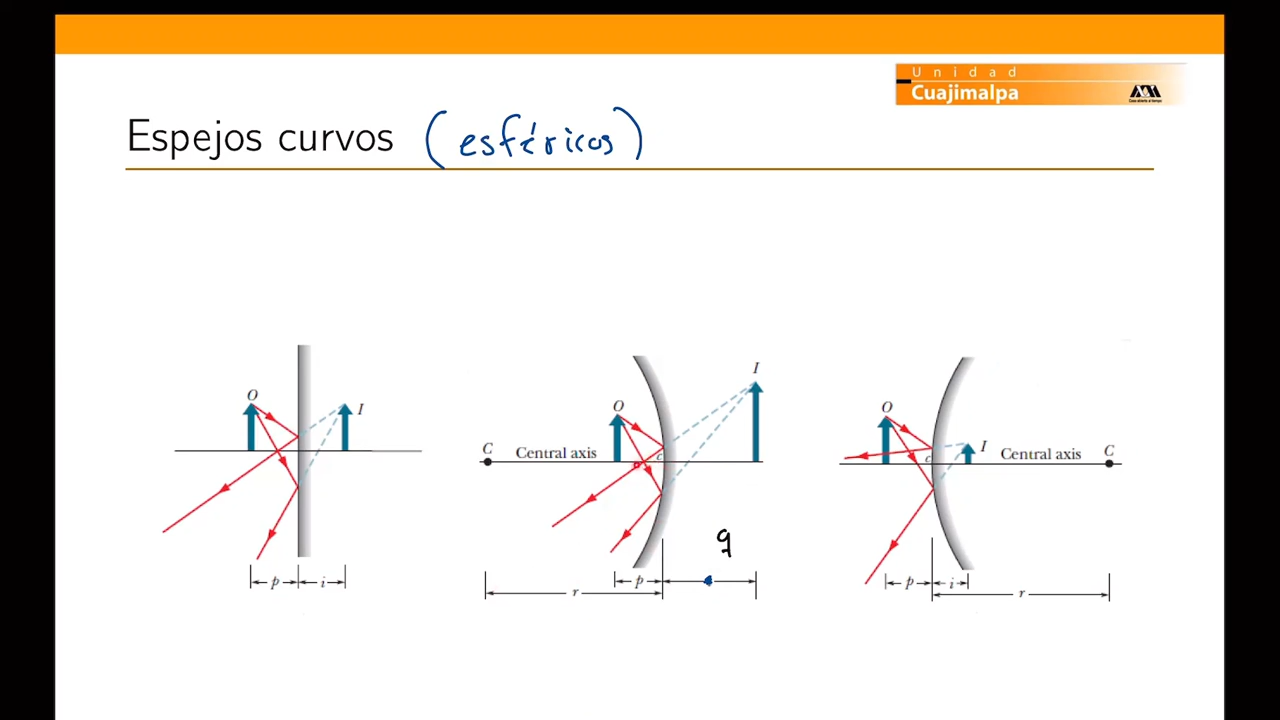 Unidad
Cuajimalpa
Espejos curvos (esféricos)
O
I
p
i
I
O
C
Central axis
c
q
p
r
O
I
Central axis
C
c
p
i
r